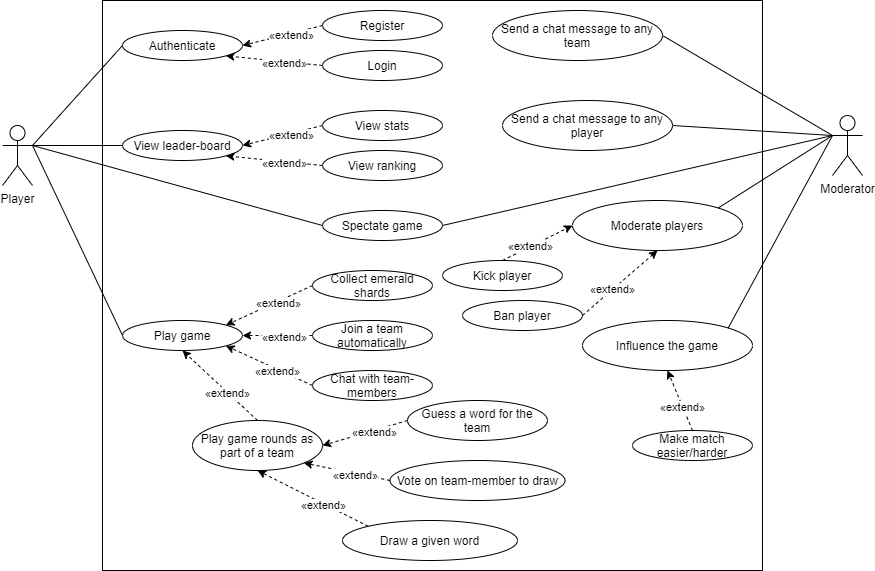 Register
Send a chat message to any
team
«extend»
Authenticate
«extend»
Login
Send a chat message to any
player
View stats
«extend»
View leader-board
«extend»
View ranking
Player
Moderator
Spectate game
Moderate players
«extend»
Kick player
Collect emerald
shards
«extend»
«extend»
Ban player
Play game
Join a team
automatically
«extend»
Influence the game
«extend»
Chat with team-
members
«extend»
«extend»
Guess a word for the
team
«extend»
Play game rounds as
part of a team
Make match
easier/harder
«extend»
Vote on team-member to draw
«extend»
Draw a given word